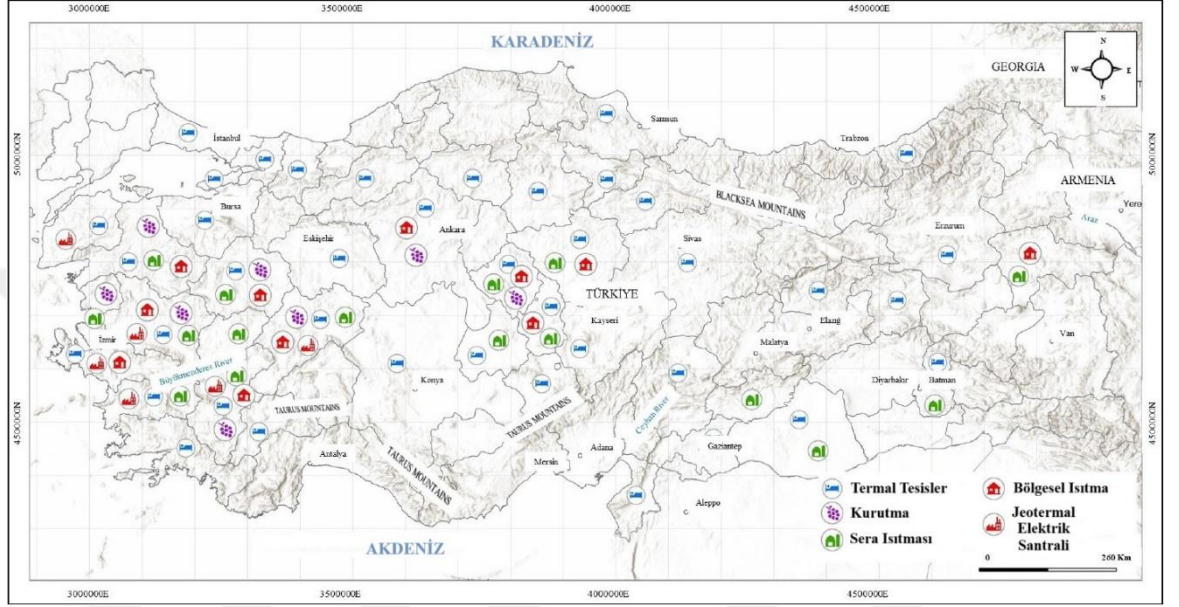 3000000E 3500000E 4000000E 4500000E
KARADENİZ
GEORGIA
N
W E
S
5000000N
5000000N
İstanbul
Samsun
Trabzon
ARMENIA
Yere
Araz
Bursa
BLACKSEA MOUNTAINS
Eskişehir
Ankara
Sivas
Erzurum
TÜRKİYE
Kayseri
Elazığ
Malatya
Van
İzmir
Büyükmenderes River
Konya
Diyarbakır
Batman
TAURUS MOUNTAINS
TAURUS MOUNTAINS
TAURUS MOUNTAINS
Ceyhan River
4500000N
4500000N
Antalya
Mersin
Adana
Gaziantep
Aleppo
Termal Tesisler
Kurutma
Sera Isıtması
Bölgesel Isıtma
Jeotermal
Elektrik
Santrali
AKDENİZ
0 260 Km
3000000E 3500000E 4000000E 4500000E